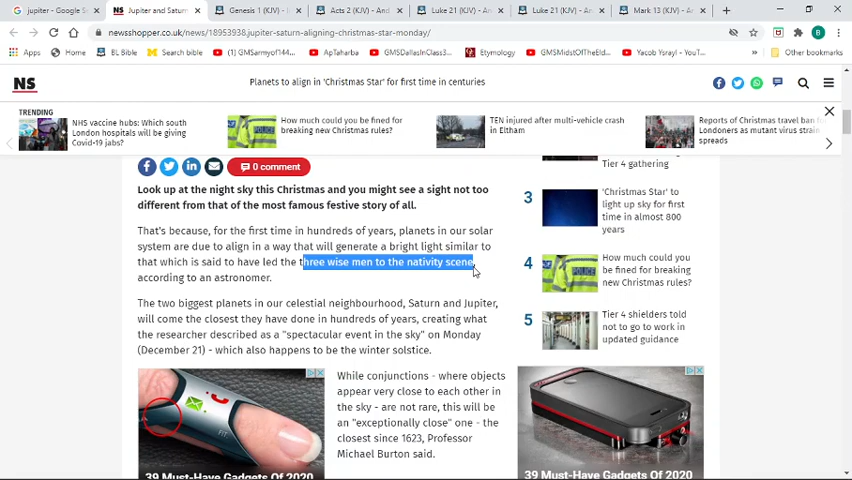 jupiter - Google S
Jupiter and Saturn
Genesis 1 (KJV) - I
Acts 2 (KJV) - And
Luke 21 (KJV) - An
Luke 21 (KJV) - An
Mark 13 (KJV) - An
newsshopper.co.uk/news/18953938.jupiter-saturn-aligning-christmas-star-monday/
Apps
Home
EL Bible
Search bible
(1) GMSarmyof144...
ApTaharba
GMSDallasInClass3...
Etymology
GMSMidstOfTheEld...
Yacob Ysrayl - YouT...
Other bookmarks
NS
Planets to align in 'Christmas Star' for first time in centuries
TRENDING
NHS vaccine hubs: Which south
London hospitals will be giving
Covid-19 jabs?
How much could you be fined for
breaking new Christmas rules?
TEN injured after multi-vehicle crash
in Eltham
Reports of Christmas travel ban for
Londoners as mutant virus strain
spreads
0 comment
Look up at the night sky this Christmas and you might see a sight not too
different from that of the most famous festive story of all.
That's because, for the first time in hundreds of years, planets in our solar
system are due to align in a way that will generate a bright light similar to
that which is said to have led the three wise men to the nativity scene,
according to an astronomer.
The two biggest planets in our celestial neighbourhood, Saturn and Jupiter,
will come the closest they have done in hundreds of years, creating what
the researcher described as a "spectacular event in the sky" on Monday
(December 21) - which also happens to be the winter solstice.
While conjunctions - where objects
appear very close to each other in
the sky - are not rare, this will be
an "exceptionally close" one - the
closest since 1623, Professor
Michael Burton said.
39 Must-Have Gadgets Of 2020
Tier 4 gathering
3
'Christmas Star' to
light up sky for first
time in almost 800
years
4
How much could you
be fined for breaking
new Christmas rules?
5
Tier 4 shielders told
not to go to work in
updated guidance
39 Must-Have Gadgets Of 2020